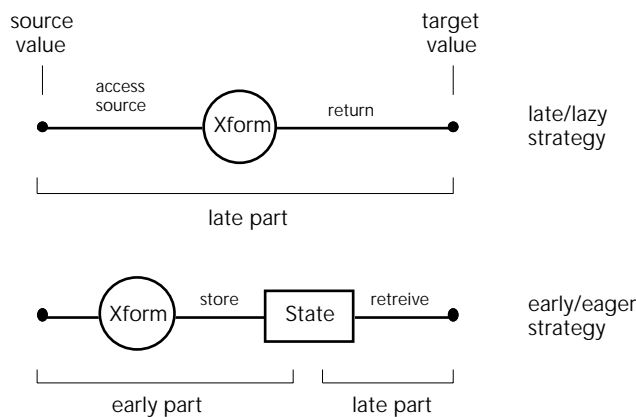 source
value
target
value
access
source
Xform
return
late/lazy
strategy
late part
Xform
store
State
retreive
early/eager
strategy
early part
late part